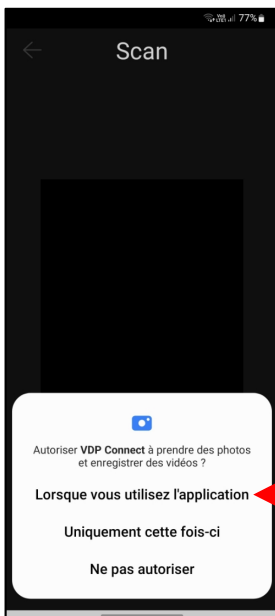 77%
Scan
Autoriser VDP Connect à prendre des photos
et enregistrer des vidéos ?
Lorsque vous utilisez l'application
Uniquement cette fois-ci
Ne pas autoriser